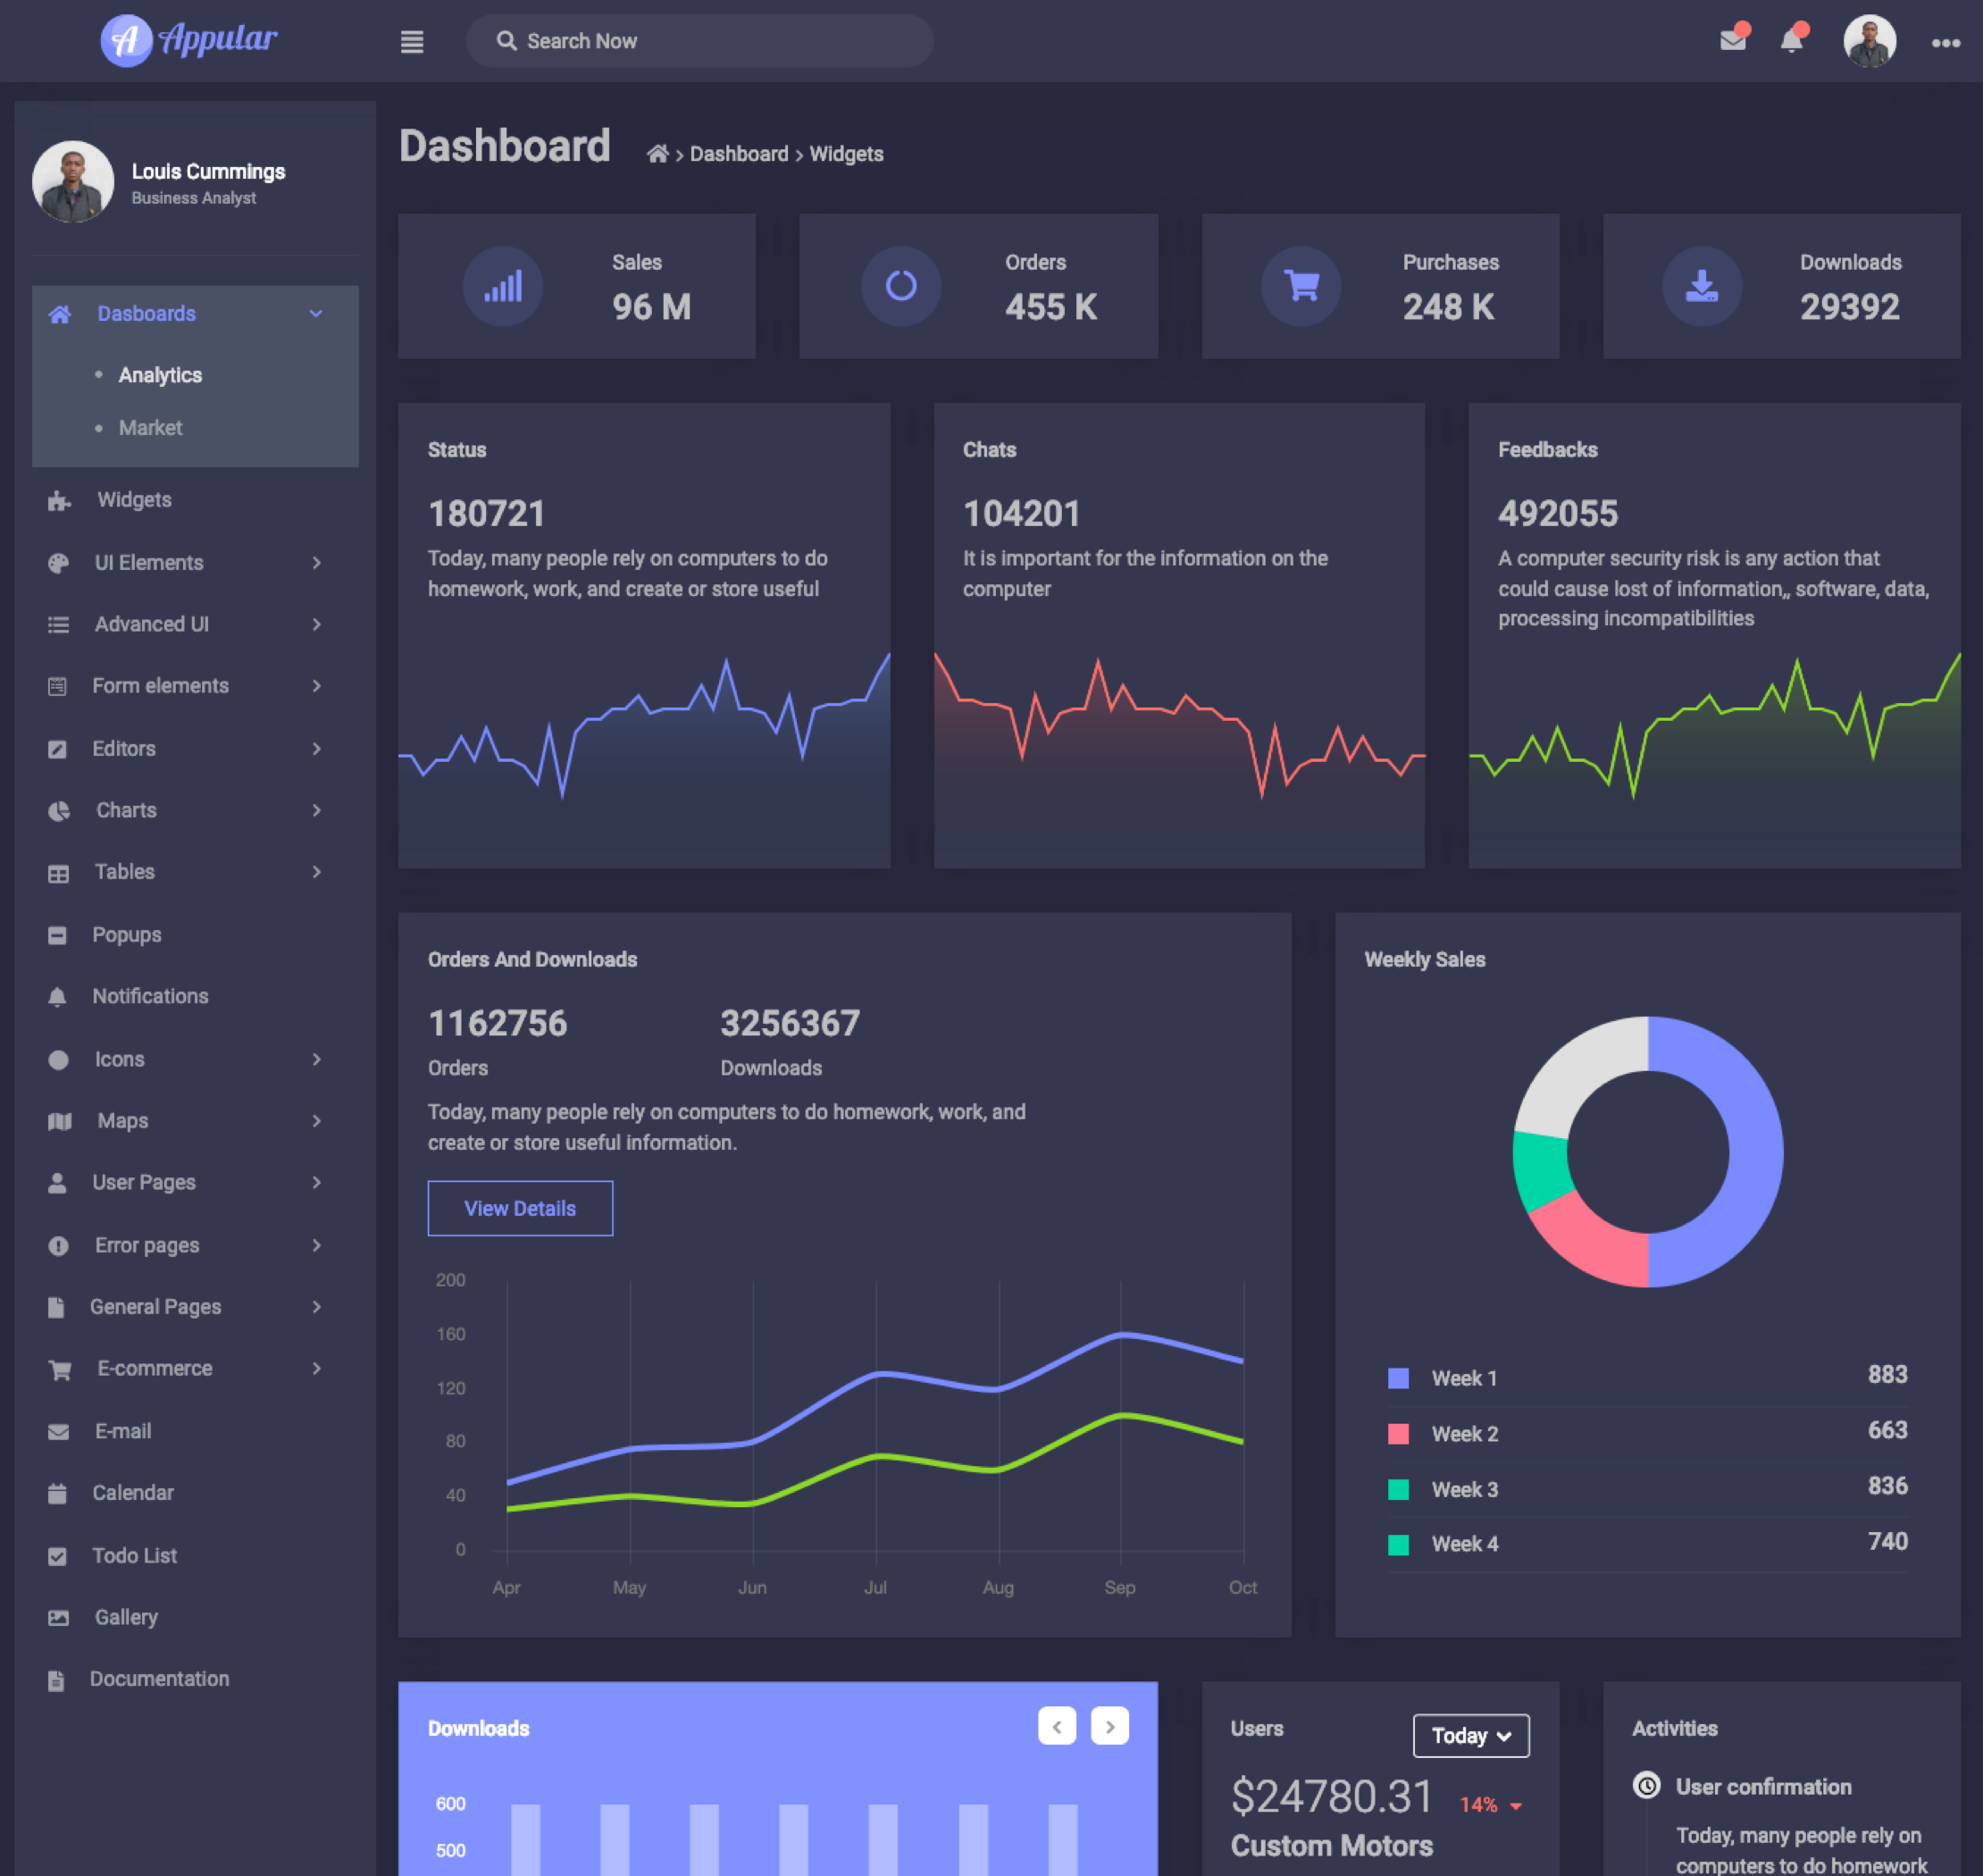 Appular
Search Now
Louis Cummings
Business Analyst
Dasboards
Analytics
Market
Widgets
UI Elements
Advanced UI
Form elements
Editors
Charts
Tables
Popups
Notifications
Icons
Maps
User Pages
Error pages
General Pages
E-commerce
E-mail
Calendar
Todo List
Gallery
Documentation
Dashboard
Dashboard > Widgets
Sales
96 M
Orders
455 K
Purchases
248 K
Downloads
29392
Status
180721
Today, many people rely on computers to do
homework, work, and create or store useful
Chats
104201
It is important for the information on the
computer
Feedbacks
492055
A computer security risk is any action that
could cause lost of information,, software, data,
processing incompatibilities
Orders And Downloads
1162756
Orders
3256367
Downloads
Today, many people rely on computers to do homework, work, and
create or store useful information.
View Details
200
160
120
80
40
0
Apr May Jun Jul Aug Sep Oct
Weekly Sales
Week 1 883
Week 2 663
Week 3 836
Week 4 740
Downloads
600
500
Users
Today
$24780.31 14%
Custom Motors
Activities
User confirmation
Today, many people rely on
computers to do homework